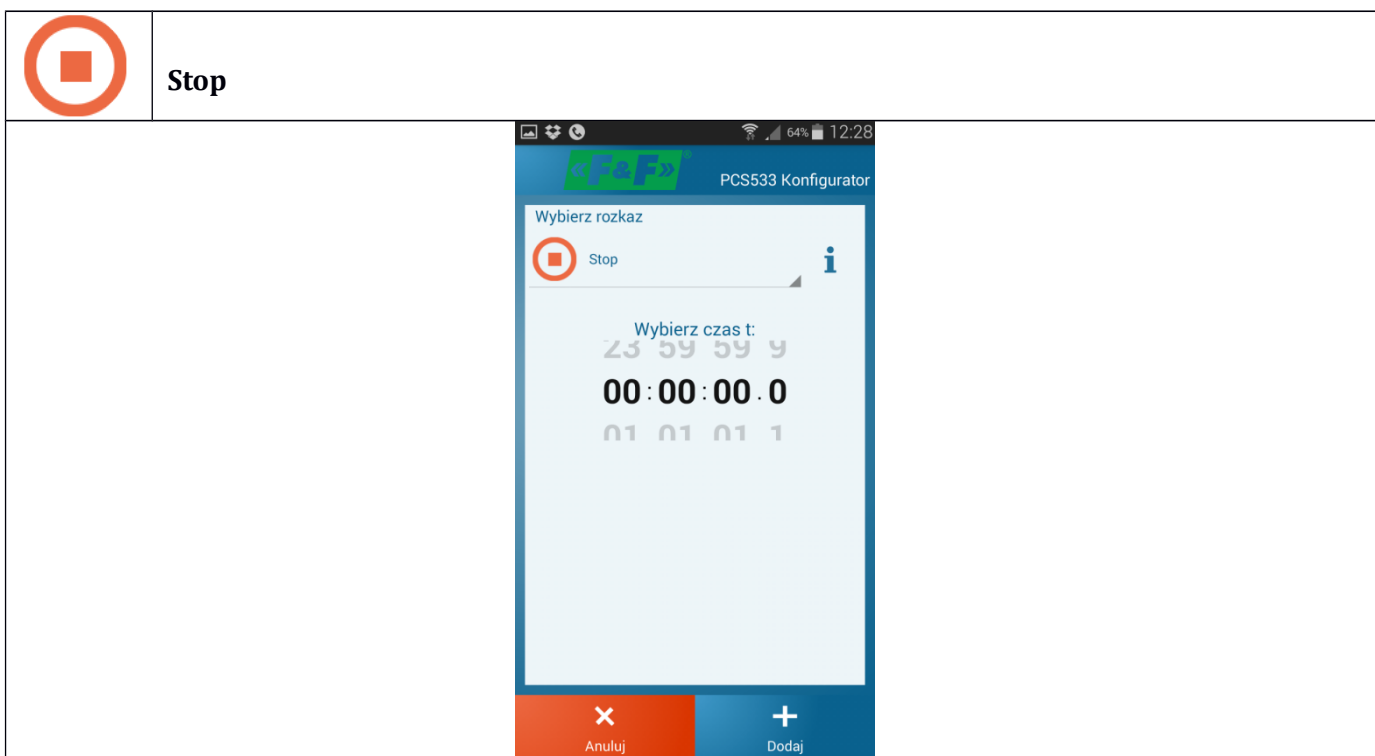 Stop
64% 12:28
«F&F»®
PCS533 Konfigurator
Wybierz rozkaz
Stop
i
Wybierz czas t:
23 59 59 9
00:00:00.0
01 01 01 1
Anuluj
Dodaj